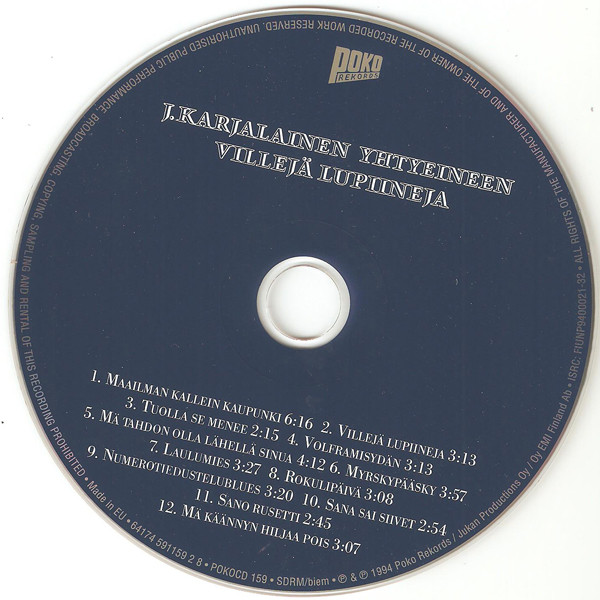 POKO
REKORDS
J.KARJALAINEN YHTYEINEEN
VILLEJÄ LUPIINEJA
1. MAAILMAN KALLEIN KAUPUNKI 6:16 2. VILLEJÄ LUPIINEJA 3:13
3. TUOLLA SE MENEE 2:15 4. VOLFRAMISYDÄN 3:13
5. MÄ TAHDON OLLA LÄHELLÄ SINUA 4:12 6. MYRSKYPÄÄSKY 3:57
7. LAULUMIES 3:27 8. ROKULIPÄIVÄ 3:08
9. NUMEROTIEDUSTELUBLUES 3:20 10. SANA SAI SIIVET 2:54
11. SANO RUSETTI 2:45
12. MÄ KÄÄNNYN HILJAA POIS 3:07
• Made in EU • 64174 591159 2 8 • POKOCD 159 • SDRM/biem • ℗ & © 1994 Poko Rekords / Jukan Productions Oy / Oy EMI Finland Ab • ISRC: FIUNP9400021-32 • ALL RIGHTS OF THE MANUFACTURER AND OF THE OWNER OF THE RECORDED WORK RESERVED. UNAUTHORISED PUBLIC PERFORMANCE, BROADCASTING, COPYING, SAMPLING AND RENTAL OF THIS RECORDING PROHIBITED.